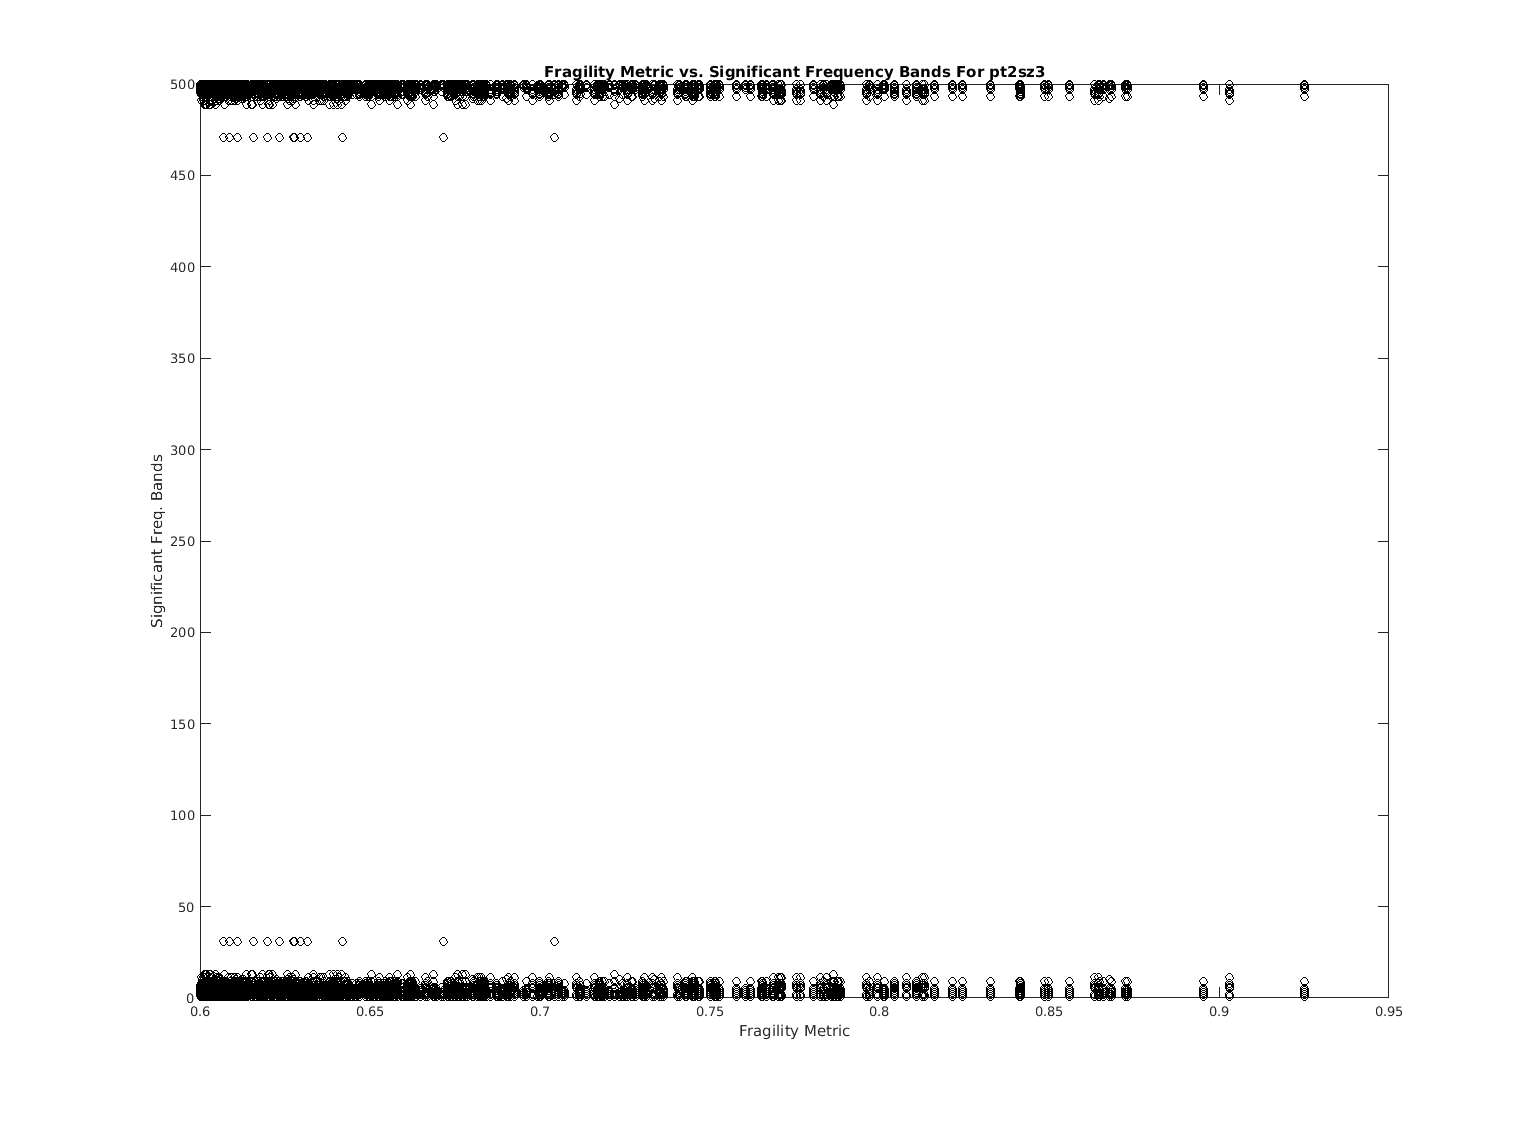 Fragility Metric vs. Significant Frequency Bands For pt2sz3
500
450
400
350
300
250
200
150
100
50
0
Significant Freq. Bands
0.6 0.65 0.7 0.75 0.8 0.85 0.9 0.95
Fragility Metric